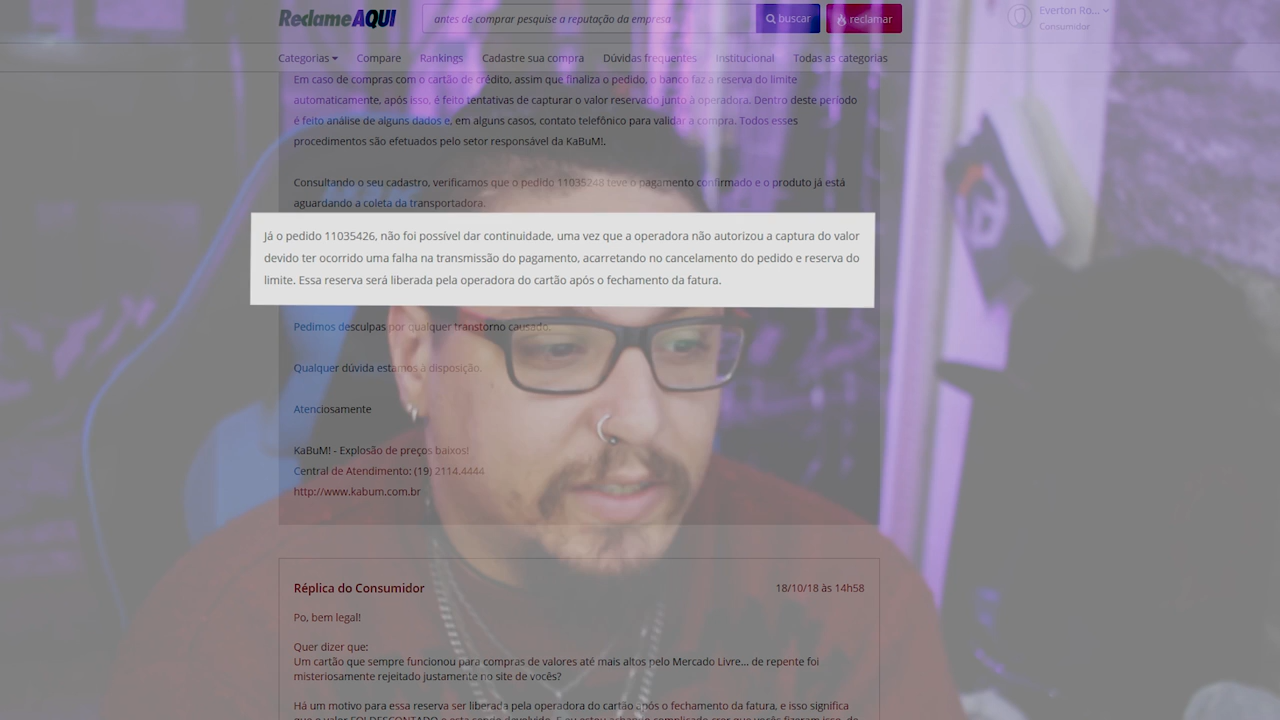 ReclameAQUI
antes de comprar pesquise a reputação da empresa
buscar
reclamar
Everton Ro...
Consumidor
Categorias
Compare
Rankings
Cadastre sua compra
Dúvidas frequentes
Institucional
Todas as categorias
Em caso de compras com o cartão de crédito, assim que finaliza o pedido, o banco faz a reserva do limite
automaticamente, após isso, é feito tentativas de capturar o valor reservado junto à operadora. Dentro deste período
é feito análise de alguns dados e, em alguns casos, contato telefônico para validar a compra. Todos esses
procedimentos são efetuados pelo setor responsável da KaBuM!.
Consultando o seu cadastro, verificamos que o pedido 11035248 teve o pagamento confirmado e o produto já está
aguardando a coleta da transportadora.
Já o pedido 11035426, não foi possível dar continuidade, uma vez que a operadora não autorizou a captura do valor
devido ter ocorrido uma falha na transmissão do pagamento, acarretando no cancelamento do pedido e reserva do
limite. Essa reserva será liberada pela operadora do cartão após o fechamento da fatura.
Pedimos desculpas por qualquer transtorno causado.
Qualquer dúvida estamos à disposição.
Atenciosamente
KaBuM! - Explosão de preços baixos!
Central de Atendimento: (19) 2114.4444
http://www.kabum.com.br
Réplica do Consumidor
18/10/18 às 14h58
Po, bem legal!
Quer dizer que:
Um cartão que sempre funcionou para compras de valores até mais altos pelo Mercado Livre... de repente foi
misteriosamente rejeitado justamente no site de vocês?
Há um motivo para essa reserva ser liberada pela operadora do cartão após o fechamento da fatura, e isso significa